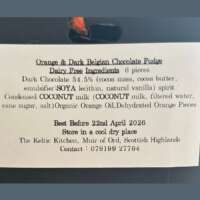 Orange & Dark Belgian Chocolate Fudge
Dairy Free Ingredients 6 pieces
Dark Chocolate 54.5% (cocoa mass, cocoa butter,
emulsifier SOYA lecithin, natural vanilla) spirit
Condensed COCONUT milk (COCONUT milk, filtered water,
cane sugar, salt)Organic Orange Oil,Dehydrated Orange Pieces
Best Before 22nd April 2026
Store in a cool dry place
The Keltic Kitchen, Muir of Ord, Scottish Highlands
Contact : 079199 27764